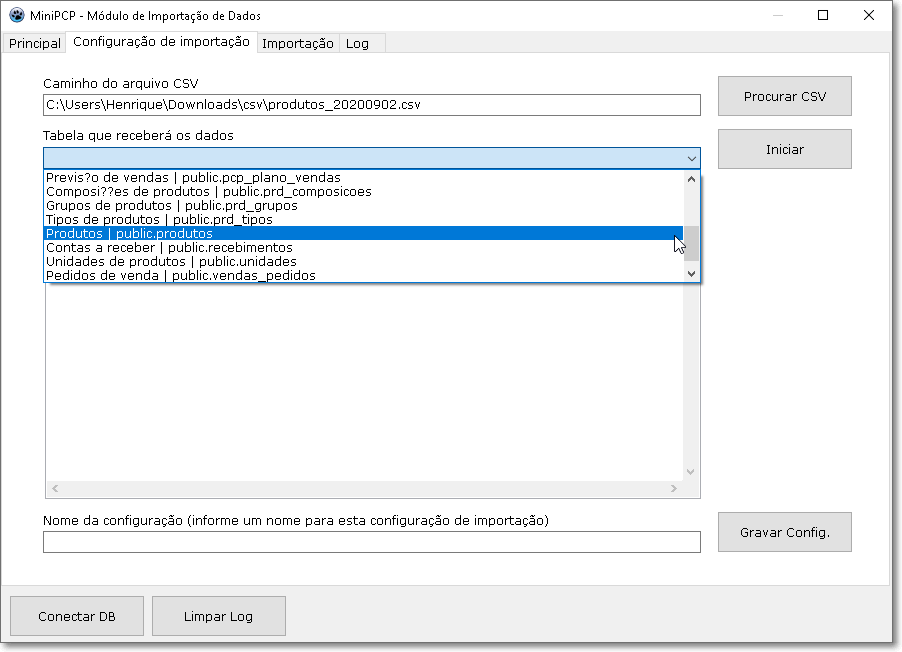 MiniPCP - Módulo de Importação de Dados
Principal
Configuração de importação
Importação
Log
Caminho do arquivo CSV
C:\Users\Henrique\Downloads\csv\produtos_20200902.csv
Procurar CSV
Tabela que receberá os dados
Iniciar
Previs?o de vendas | public.pcp_plano_vendas
Composi??es de produtos | public.prd_composicoes
Grupos de produtos | public.prd_grupos
Tipos de produtos | public.prd_tipos
Produtos | public.produtos
Contas a receber | public.recebimentos
Unidades de produtos | public.unidades
Pedidos de venda | public.vendas_pedidos
Nome da configuração (informe um nome para esta configuração de importação)
Gravar Config.
Conectar DB
Limpar Log